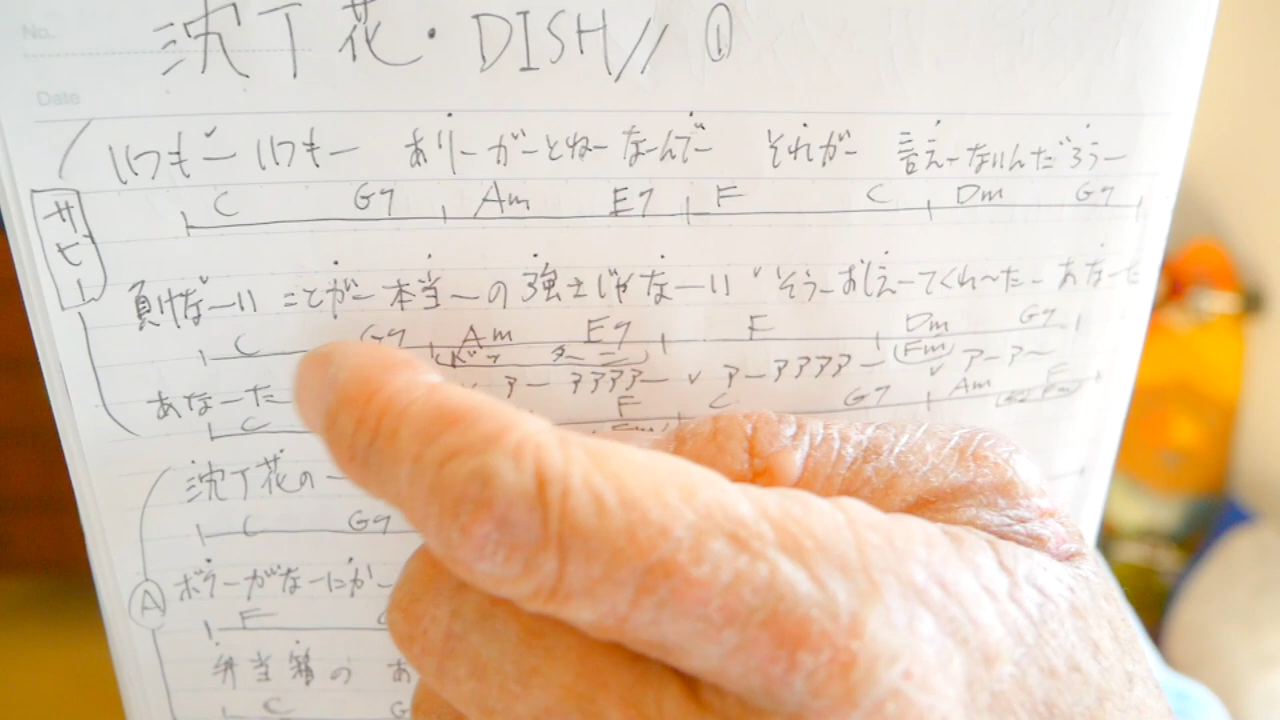 No.
沈丁花・DISH// ①
Date
いつもー いつもー ありーがーとねー なーんでー それがー 言えーないんだろうー
サビ
C G7 Am E7 F C Dm G7
負けなーい ことがー 本当ーの 強さじゃなーい そうーおしえーてくれ〜たー あなーた
C G7 Am E7 F Dm G7
(Fm)
あなーた アー アアアアー ∨ アーアアアアー ∨ アーアー
C F C G7 Am F
沈丁花のー
C G7
Ⓐ
ボクーがなーにかー
F
弁当箱の あ
C G